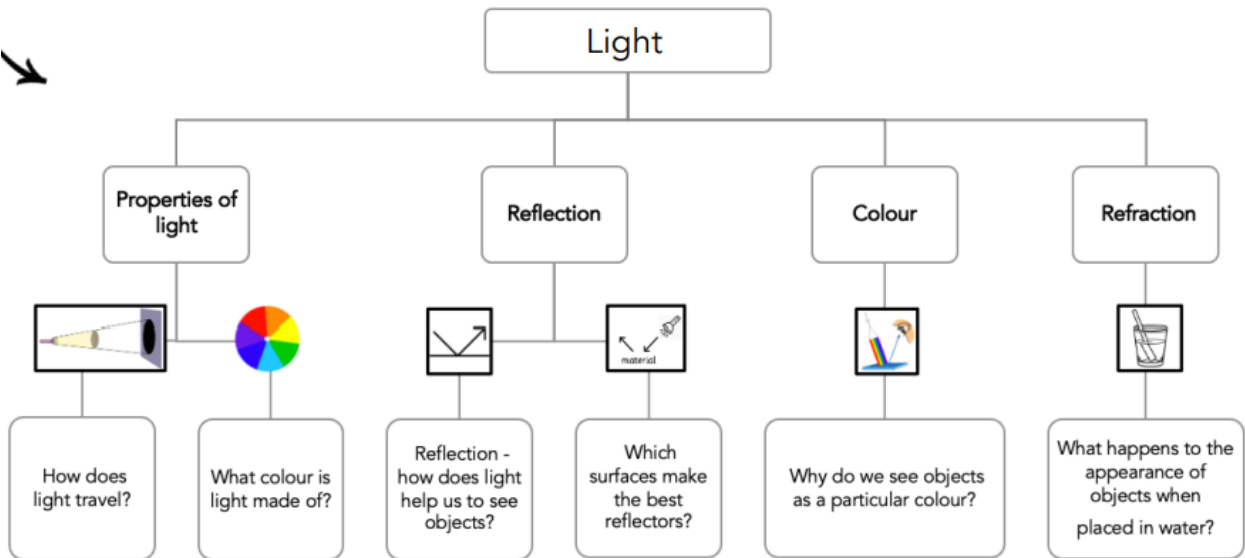 Light
Properties of
light
Reflection
Colour
Refraction
material
How does
light travel?
What colour is
light made of?
Reflection -
how does light
help us to see
objects?
Which
surfaces make
the best
reflectors?
Why do we see objects
as a particular colour?
What happens to the
appearance of
objects when
placed in water?